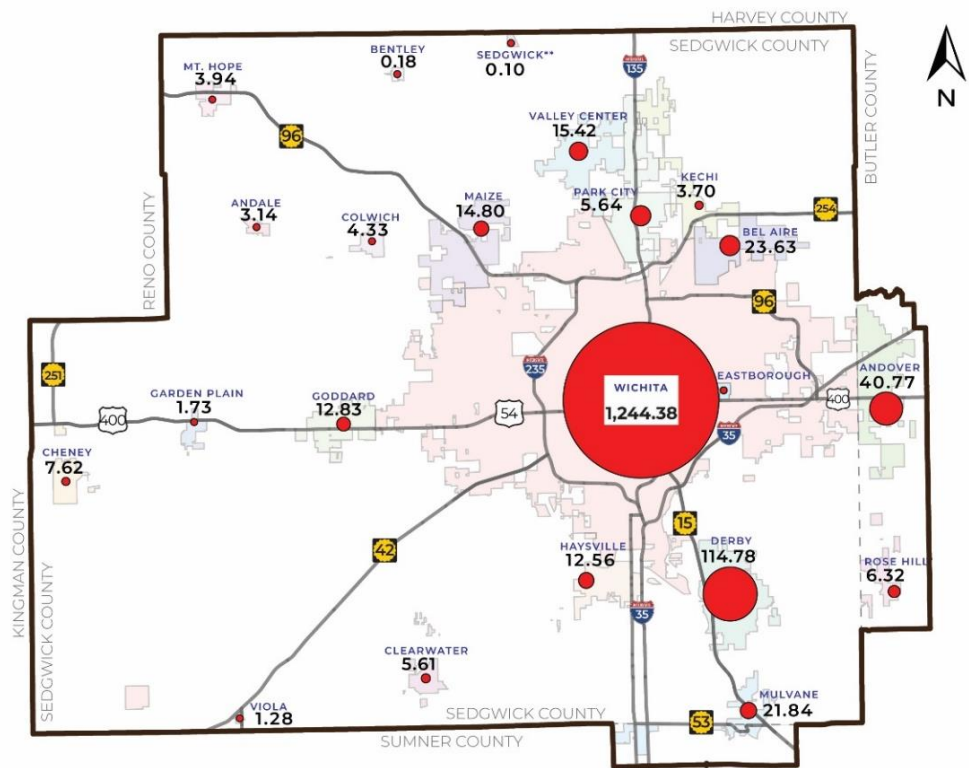 HARVEY COUNTY
SEDGWICK COUNTY
BENTLEY
0.18
SEDGWICK**
0.10
MT. HOPE
3.94
135
N
BUTLER COUNTY
VALLEY CENTER
15.42
96
KECHI
3.70
PARK CITY
5.64
MAIZE
14.80
ANDALE
3.14
COLWICH
4.33
254
BEL AIRE
23.63
RENO COUNTY
96
251
235
WICHITA
1,244.38
EASTBOROUGH
ANDOVER
40.77
GARDEN PLAIN
1.73
GODDARD
12.83
400
54
400
35
CHENEY
7.62
KINGMAN COUNTY
SEDGWICK COUNTY
42
15
HAYSVILLE
12.56
DERBY
114.78
ROSE HILL
6.32
35
CLEARWATER
5.61
VIOLA
1.28
MULVANE
21.84
53
SEDGWICK COUNTY
SUMNER COUNTY